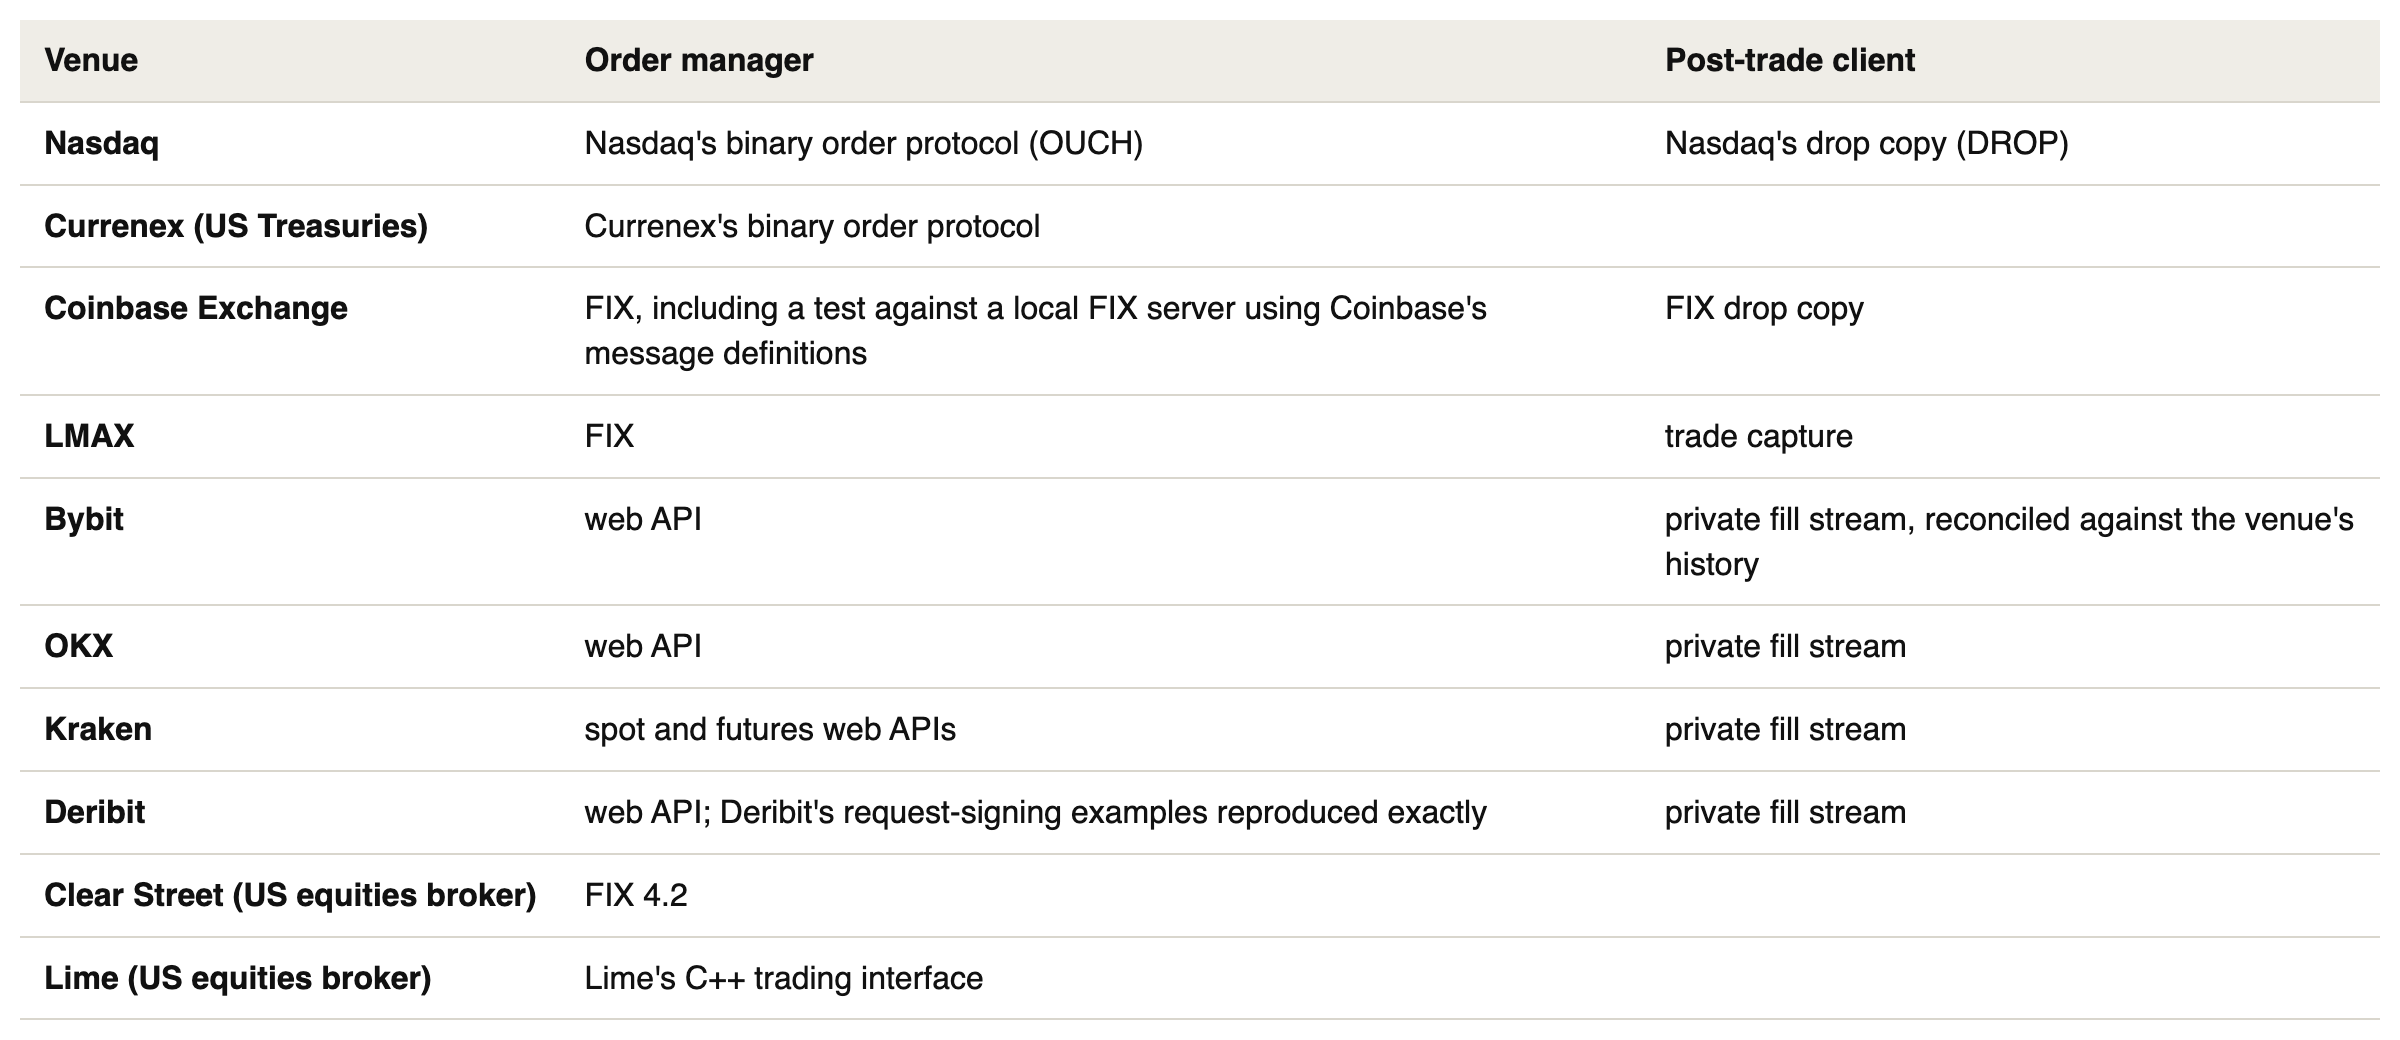 Venue Order manager Post-trade client
Nasdaq Nasdaq's binary order protocol (OUCH) Nasdaq's drop copy (DROP)
Currenex (US Treasuries) Currenex's binary order protocol
Coinbase Exchange FIX, including a test against a local FIX server using Coinbase's FIX drop copy
message definitions
LMAX FIX trade capture
Bybit web API private fill stream, reconciled against the venue's
history
OKX web API private fill stream
Kraken spot and futures web APIs private fill stream
Deribit web API; Deribit's request-signing examples reproduced exactly private fill stream
Clear Street (US equities broker) FIX 4.2
Lime (US equities broker) Lime's C++ trading interface